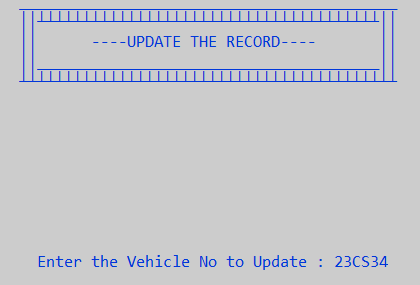 ----UPDATE THE RECORD----
Enter the Vehicle No to Update : 23CS34